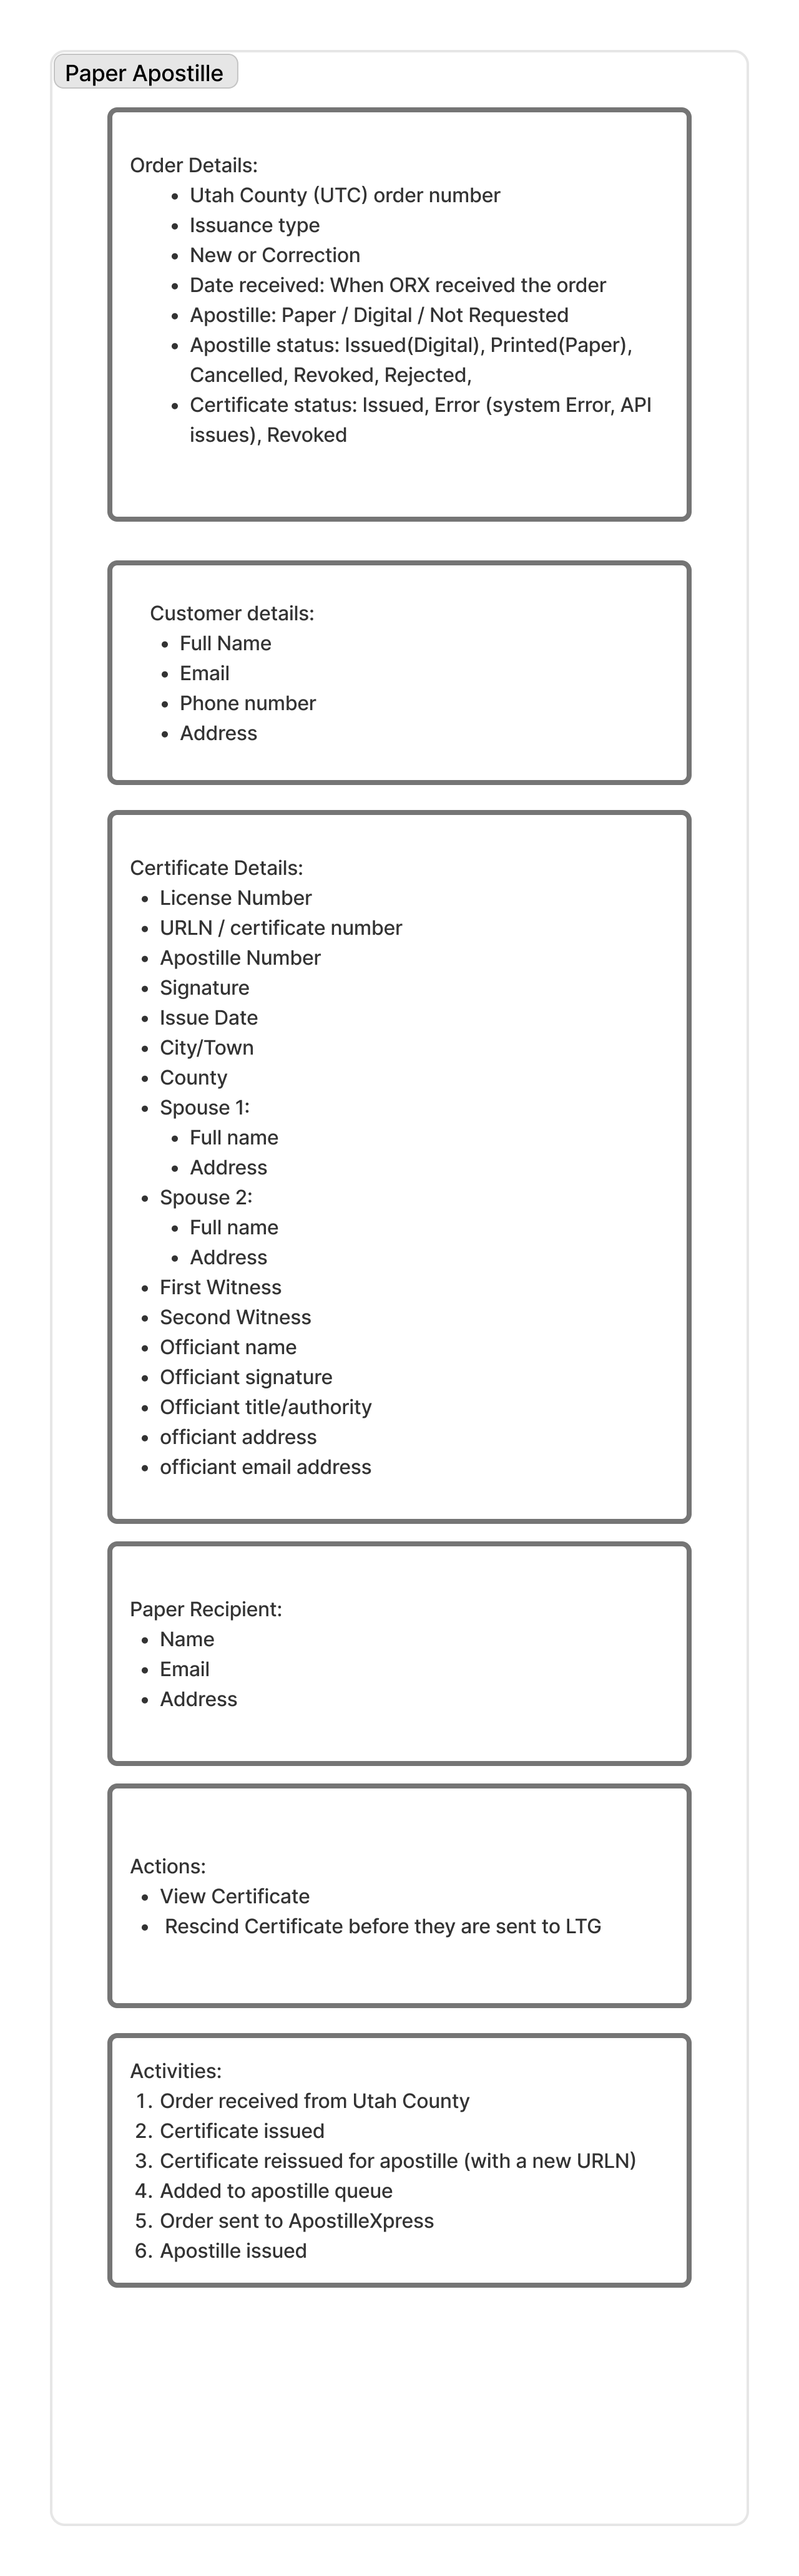 Paper Apostille
Order Details:
• Utah County (UTC) order number
• Issuance type
• New or Correction
• Date received: When ORX received the order
• Apostille: Paper / Digital / Not Requested
• Apostille status: Issued(Digital), Printed(Paper),
Cancelled, Revoked, Rejected,
• Certificate status: Issued, Error (system Error, API
issues), Revoked
Customer details:
• Full Name
• Email
• Phone number
• Address
Certificate Details:
• License Number
• URLN / certificate number
• Apostille Number
• Signature
• Issue Date
• City/Town
• County
• Spouse 1:
• Full name
• Address
• Spouse 2:
• Full name
• Address
• First Witness
• Second Witness
• Officiant name
• Officiant signature
• Officiant title/authority
• officiant address
• officiant email address
Paper Recipient:
• Name
• Email
• Address
Actions:
• View Certificate
• Rescind Certificate before they are sent to LTG
Activities:
1. Order received from Utah County
2. Certificate issued
3. Certificate reissued for apostille (with a new URLN)
4. Added to apostille queue
5. Order sent to ApostilleXpress
6. Apostille issued